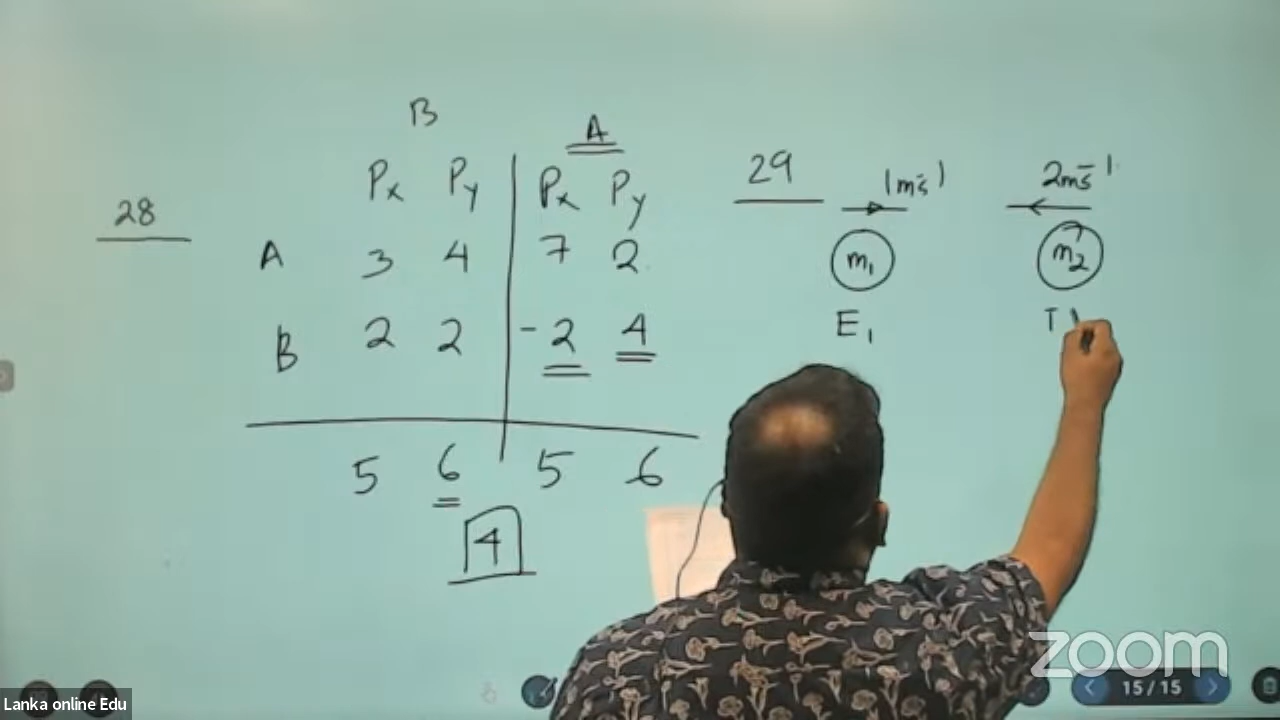 28
B A
Px Py Px Py
A 3 4 7 2
B 2 2 -2 4
5 6 5 6
4
29
1ms⁻¹ 2ms⁻¹
m₁ m₂
E₁
zoom
15/15
Lanka online Edu